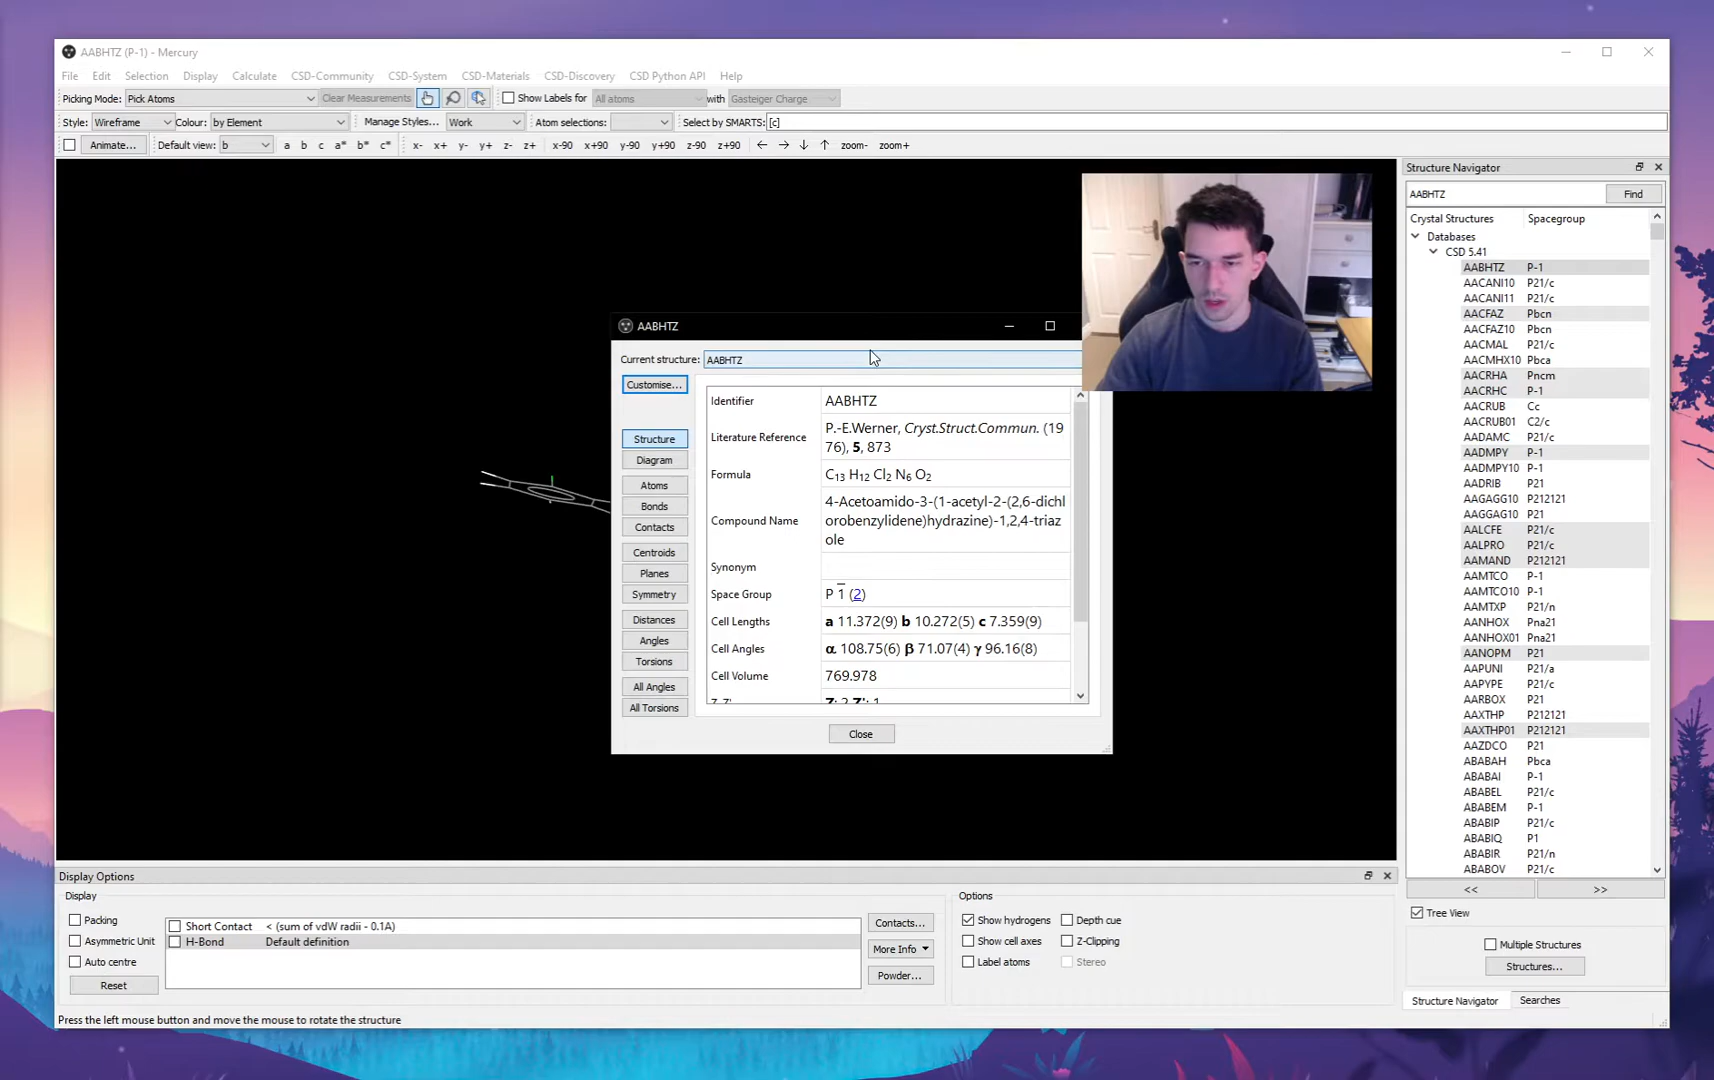 AABHTZ (P-1) - Mercury
File Edit Selection Display Calculate CSD-Community CSD-System CSD-Materials CSD-Discovery CSD Python API Help
Picking Mode: Pick Atoms Clear Measurements Show Labels for All atoms with Gasteiger Charge
Style: Wireframe Colour: by Element Manage Styles... Work Atom selections: Select by SMARTS: [c]
Animate... Default view: b a b c a* b* c* x- x+ y- y+ z- z+ x-90 x+90 y-90 y+90 z-90 z+90 ← → ↓ ↑ zoom- zoom+
AABHTZ
Current structure: AABHTZ
Customise...
Structure
Diagram
Atoms
Bonds
Contacts
Centroids
Planes
Symmetry
Distances
Angles
Torsions
All Angles
All Torsions
Identifier AABHTZ
Literature Reference P.-E.Werner, Cryst.Struct.Commun. (19
76), 5, 873
Formula C13 H12 Cl2 N6 O2
Compound Name 4-Acetoamido-3-(1-acetyl-2-(2,6-dichl
orobenzylidene)hydrazine)-1,2,4-triaz
ole
Synonym
Space Group P 1̅ (2)
Cell Lengths a 11.372(9) b 10.272(5) c 7.359(9)
Cell Angles α 108.75(6) β 71.07(4) γ 96.16(8)
Cell Volume 769.978
Z, Z' Z: 2 Z': 1
Close
Structure Navigator
AABHTZ Find
Crystal Structures Spacegroup
Databases
CSD 5.41
AABHTZ P-1
AACANI10 P21/c
AACANI11 P21/c
AACFAZ Pbcn
AACFAZ10 Pbcn
AACMAL P21/c
AACMHX10 Pbca
AACRHA Pncm
AACRHC P-1
AACRUB Cc
AACRUB01 C2/c
AADAMC P21/c
AADMPY P-1
AADMPY10 P-1
AADRIB P21/c
AAGAGG10 P212121
AAGGAG10 P21
AALCFE P21/c
AALPRO P21/c
AAMAND P212121
AAMTCO P-1
AAMTCO10 P-1
AAMTXP P21/n
AANHOX Pna21
AANHOX01 Pna21
AANOPM P21
AAPUNI P21/a
AAPYPE P21/c
AARBOX P21
AAXTHP P212121
AAXTHP01 P212121
AAZDCO P21
ABABAH Pbca
ABABAI P-1
ABABEL P21/c
ABABEM P-1
ABABIP P21/c
ABABIQ P1
ABABIR P21/n
ABABOV P21/c
<< >>
Tree View
Multiple Structures
Structures...
Structure Navigator Searches
Display Options
Display
Packing
Asymmetric Unit
Auto centre
Reset
Short Contact < (sum of vdW radii - 0.1A)
H-Bond Default definition
Contacts...
More Info
Powder...
Options
Show hydrogens Depth cue
Show cell axes Z-Clipping
Label atoms Stereo
Press the left mouse button and move the mouse to rotate the structure